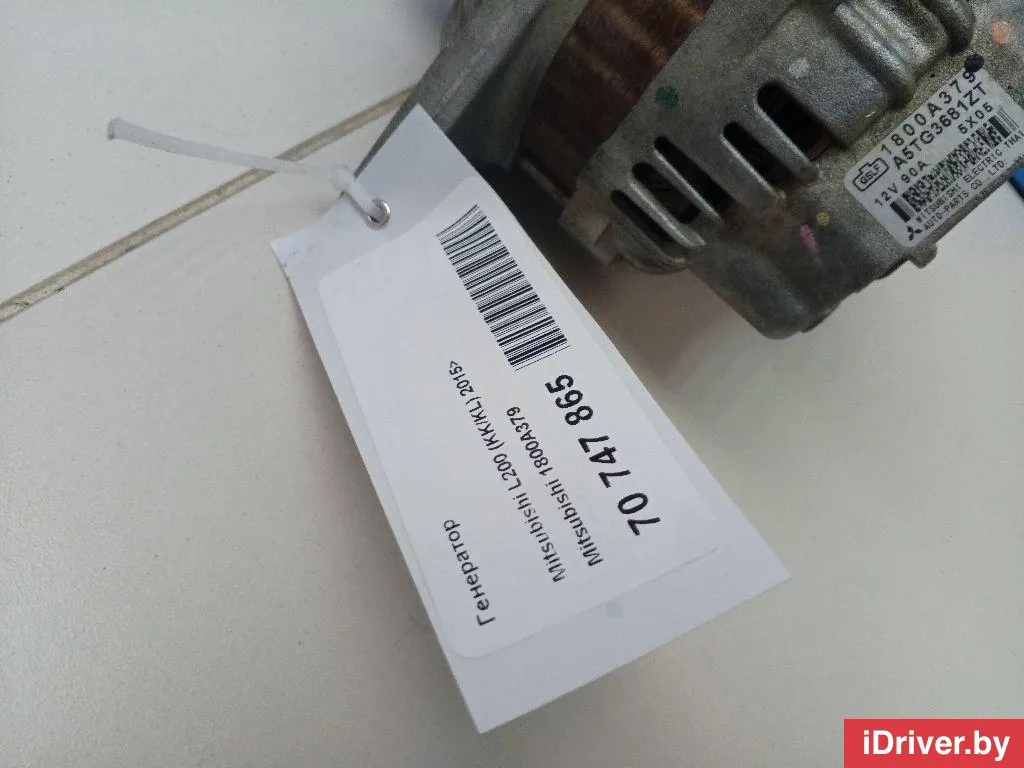 Генератор
Mitsubishi L200 (KK/KL) 2015>
Mitsubishi 1800A379
70 747 865
GSLF
1800A379
A5TG3681ZT
12V 90A 5X05
MITSUBISHI ELECTRIC THAI
AUTO-PARTS CO.,LTD.
iDriver.by